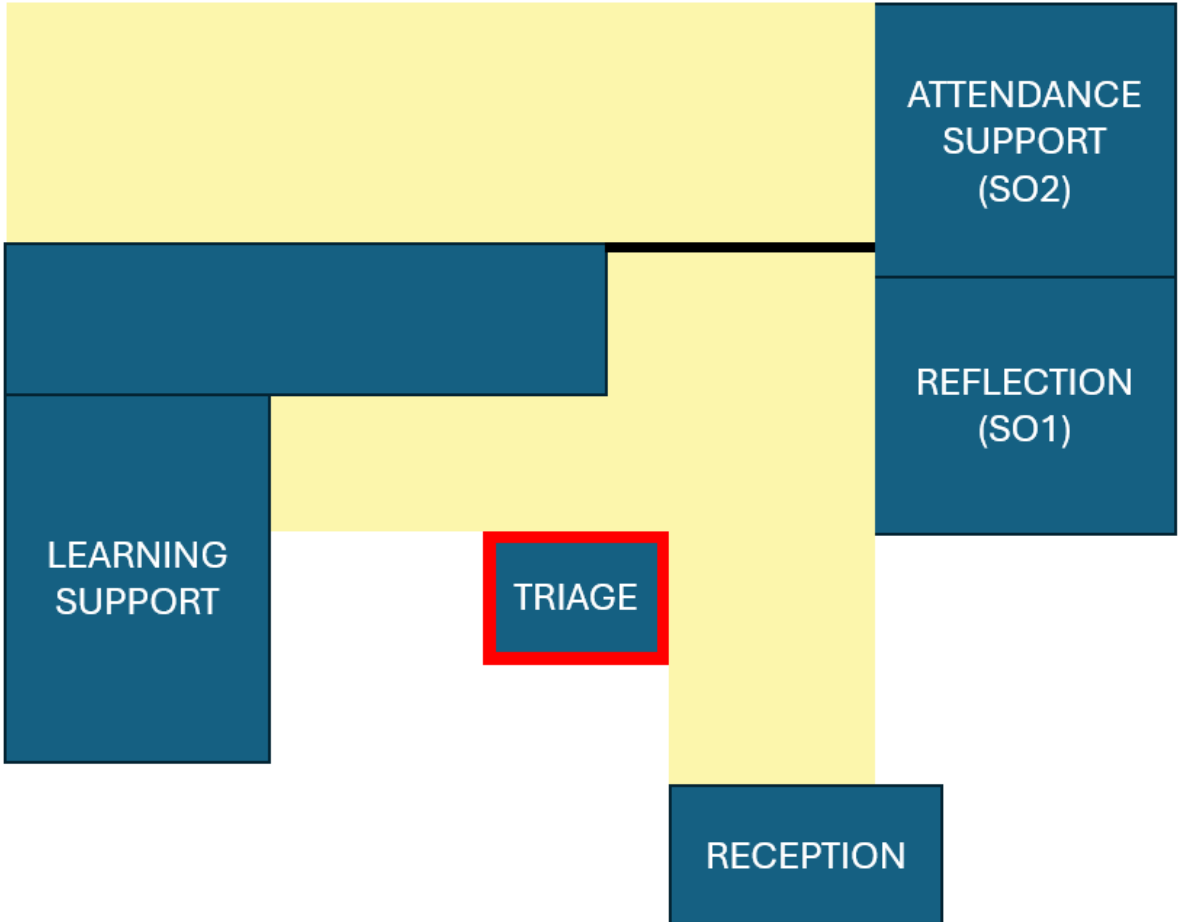 ATTENDANCE
SUPPORT
(SO2)
REFLECTION
(SO1)
LEARNING
SUPPORT
TRIAGE
RECEPTION